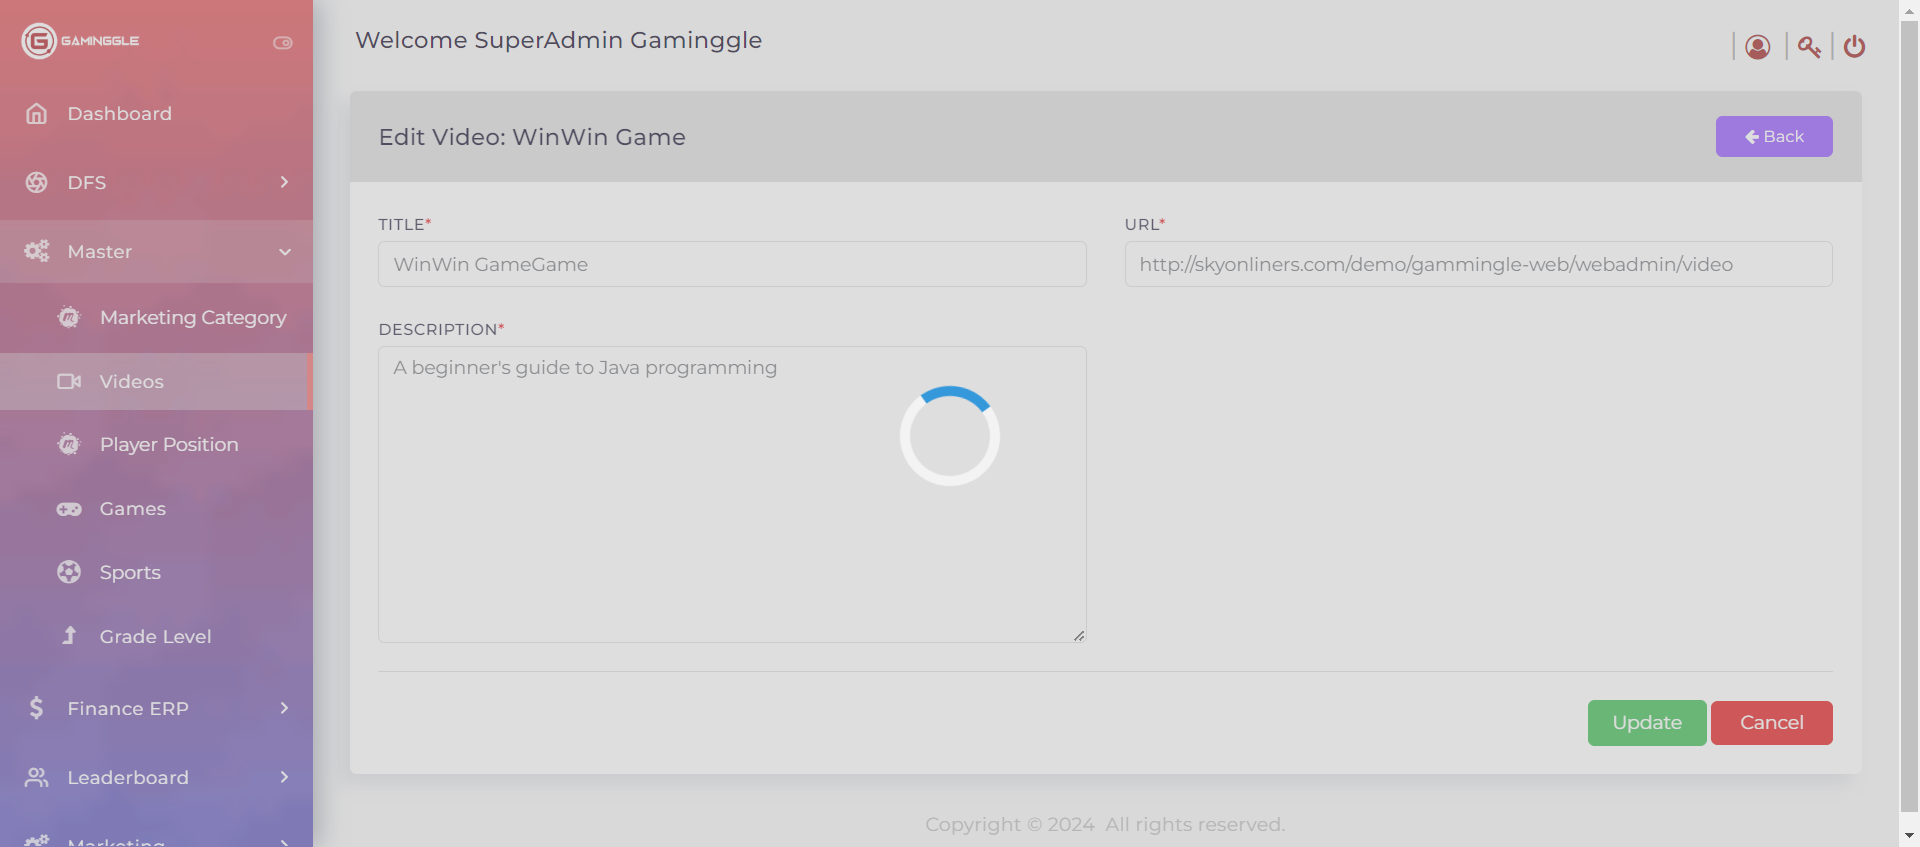 GAMINGGLE
Welcome SuperAdmin Gaminggle
Dashboard
DFS
Master
Marketing Category
Videos
Player Position
Games
Sports
Grade Level
Finance ERP
Leaderboard
Marketing
Edit Video: WinWin Game
Back
TITLE*
WinWin GameGame
URL*
http://skyonliners.com/demo/gammingle-web/webadmin/video
DESCRIPTION*
A beginner's guide to Java programming
Update
Cancel
Copyright © 2024 All rights reserved.